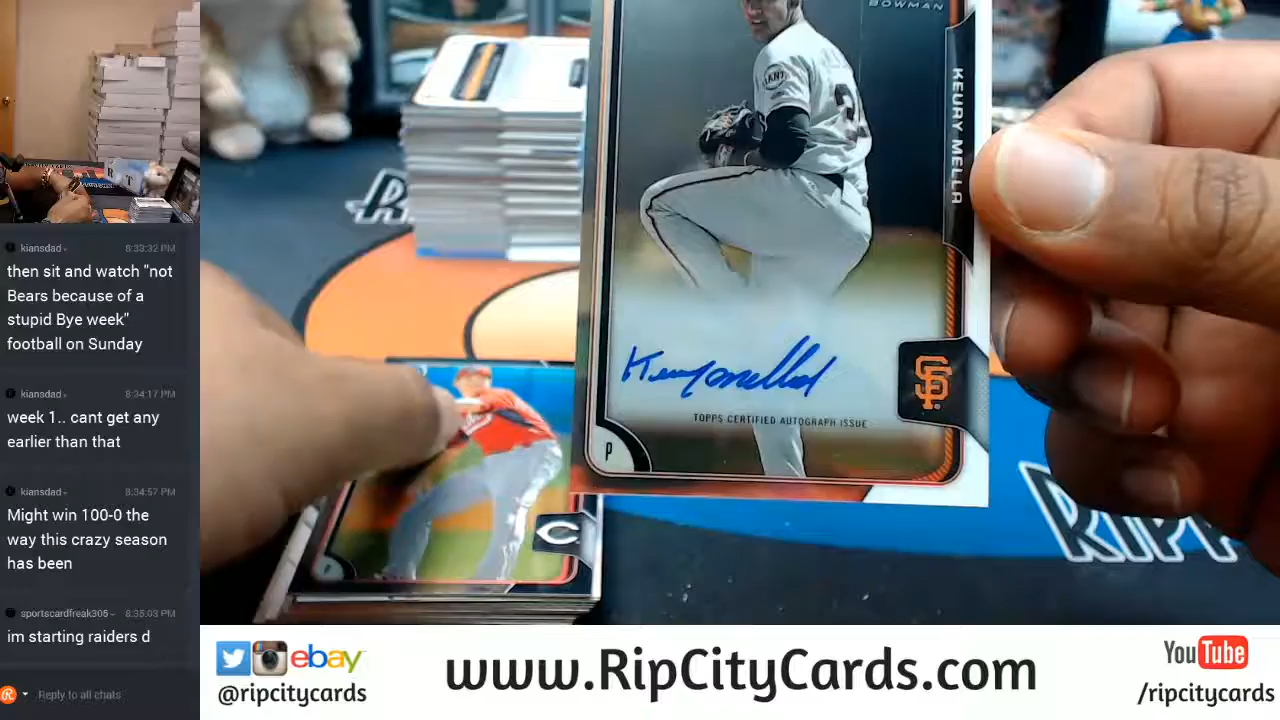 kiansdad 8:33:32 PM
then sit and watch "not
Bears because of a
stupid Bye week"
football on Sunday
kiansdad 8:34:17 PM
week 1.. cant get any
earlier than that
kiansdad 8:34:57 PM
Might win 100-0 the
way this crazy season
has been
sportscardfreak305 8:35:03 PM
im starting raiders d
Reply to all chats
BOWMAN
KEURY MELLA
GIANTS
SF
TOPPS CERTIFIED AUTOGRAPH ISSUE
P
C
ebay
@ripcitycards
www.RipCityCards.com
YouTube
/ripcitycards